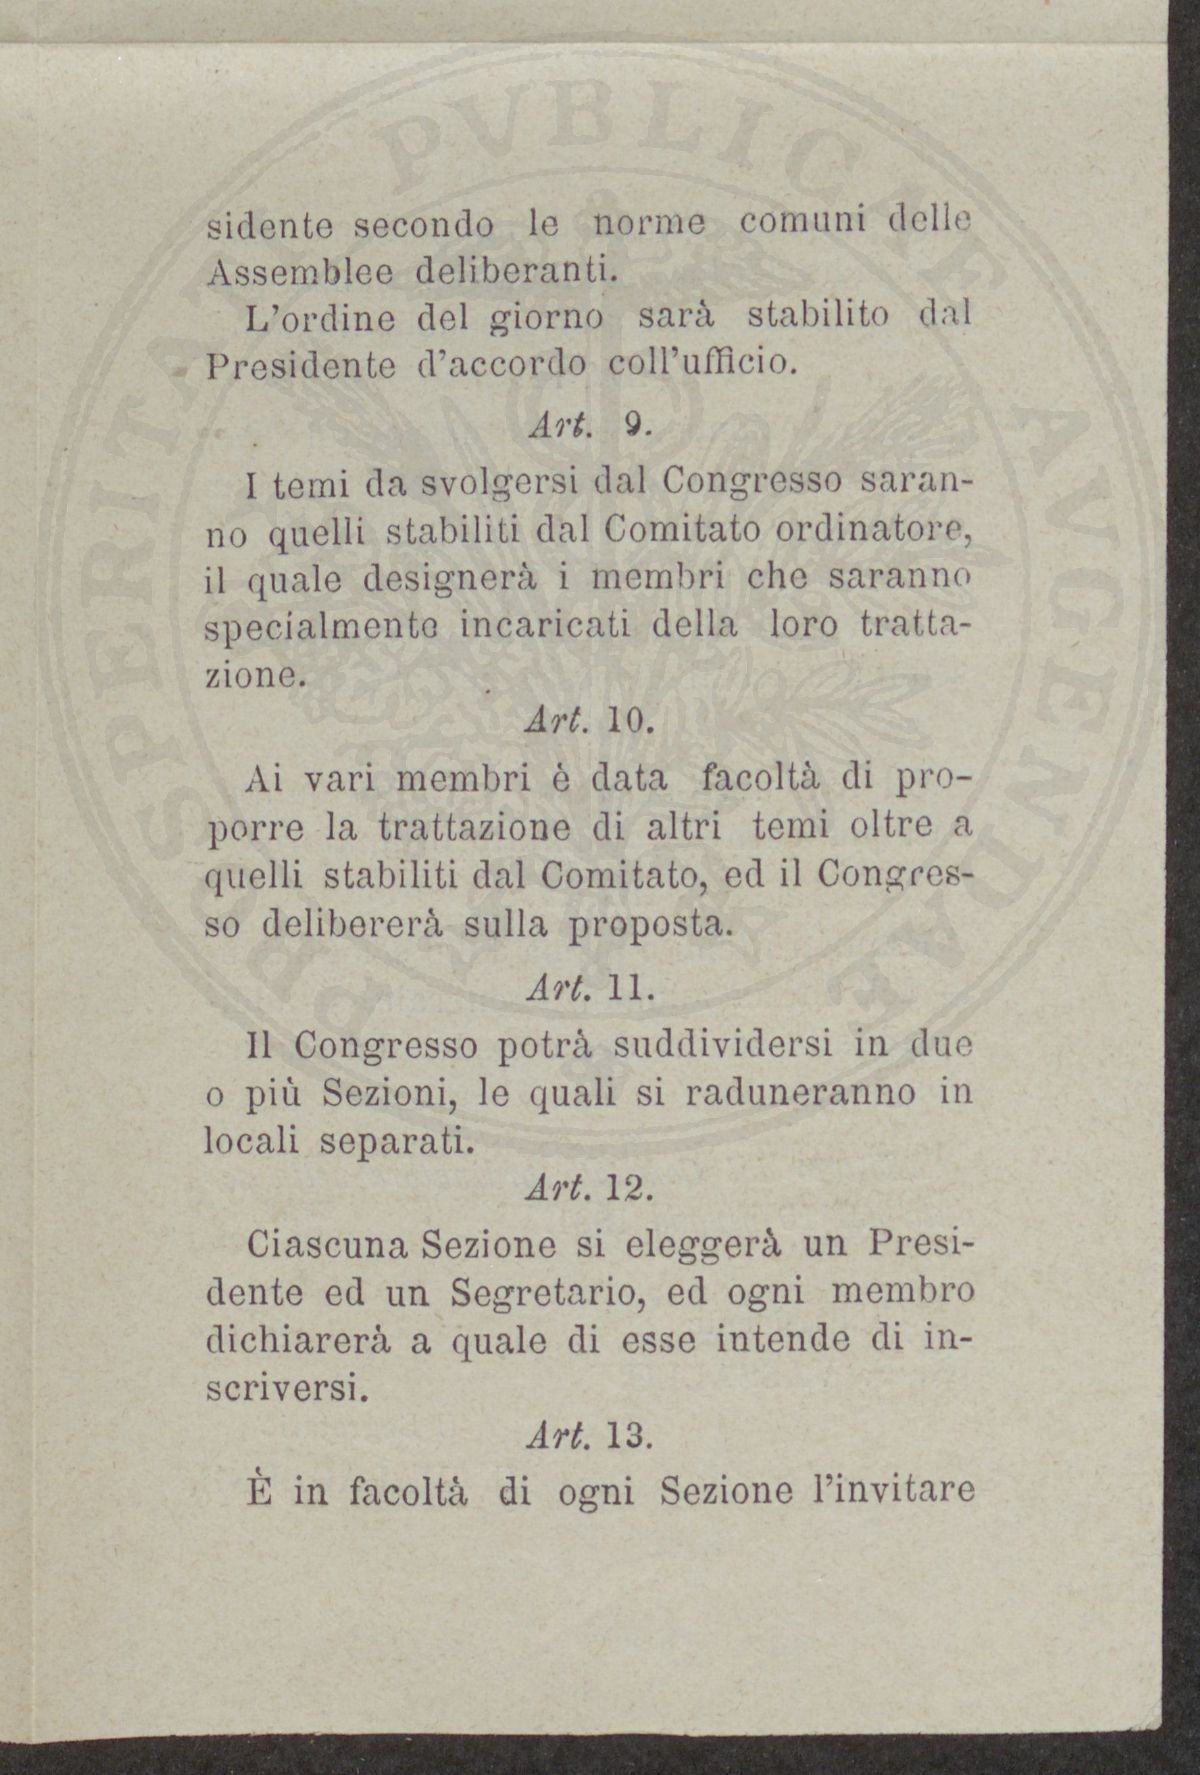 sidente secondo le norme comuni delle
Assemblee deliberanti.
L'ordine del giorno sarà stabilito dal
Presidente d'accordo coll'ufficio.
Art. 9.
I temi da svolgersi dal Congresso saran-
no quelli stabiliti dal Comitato ordinatore,
il quale designerà i membri che saranno
specialmente incaricati della loro tratta-
zione.
Art. 10.
Ai vari membri è data facoltà di pro-
porre la trattazione di altri temi oltre a
quelli stabiliti dal Comitato, ed il Congres-
so delibererà sulla proposta.
Art. 11.
Il Congresso potrà suddividersi in due
o più Sezioni, le quali si raduneranno in
locali separati.
Art. 12.
Ciascuna Sezione si eleggerà un Presi-
dente ed un Segretario, ed ogni membro
dichiarerà a quale di esse intende di in-
scriversi.
Art. 13.
È in facoltà di ogni Sezione l'invitare